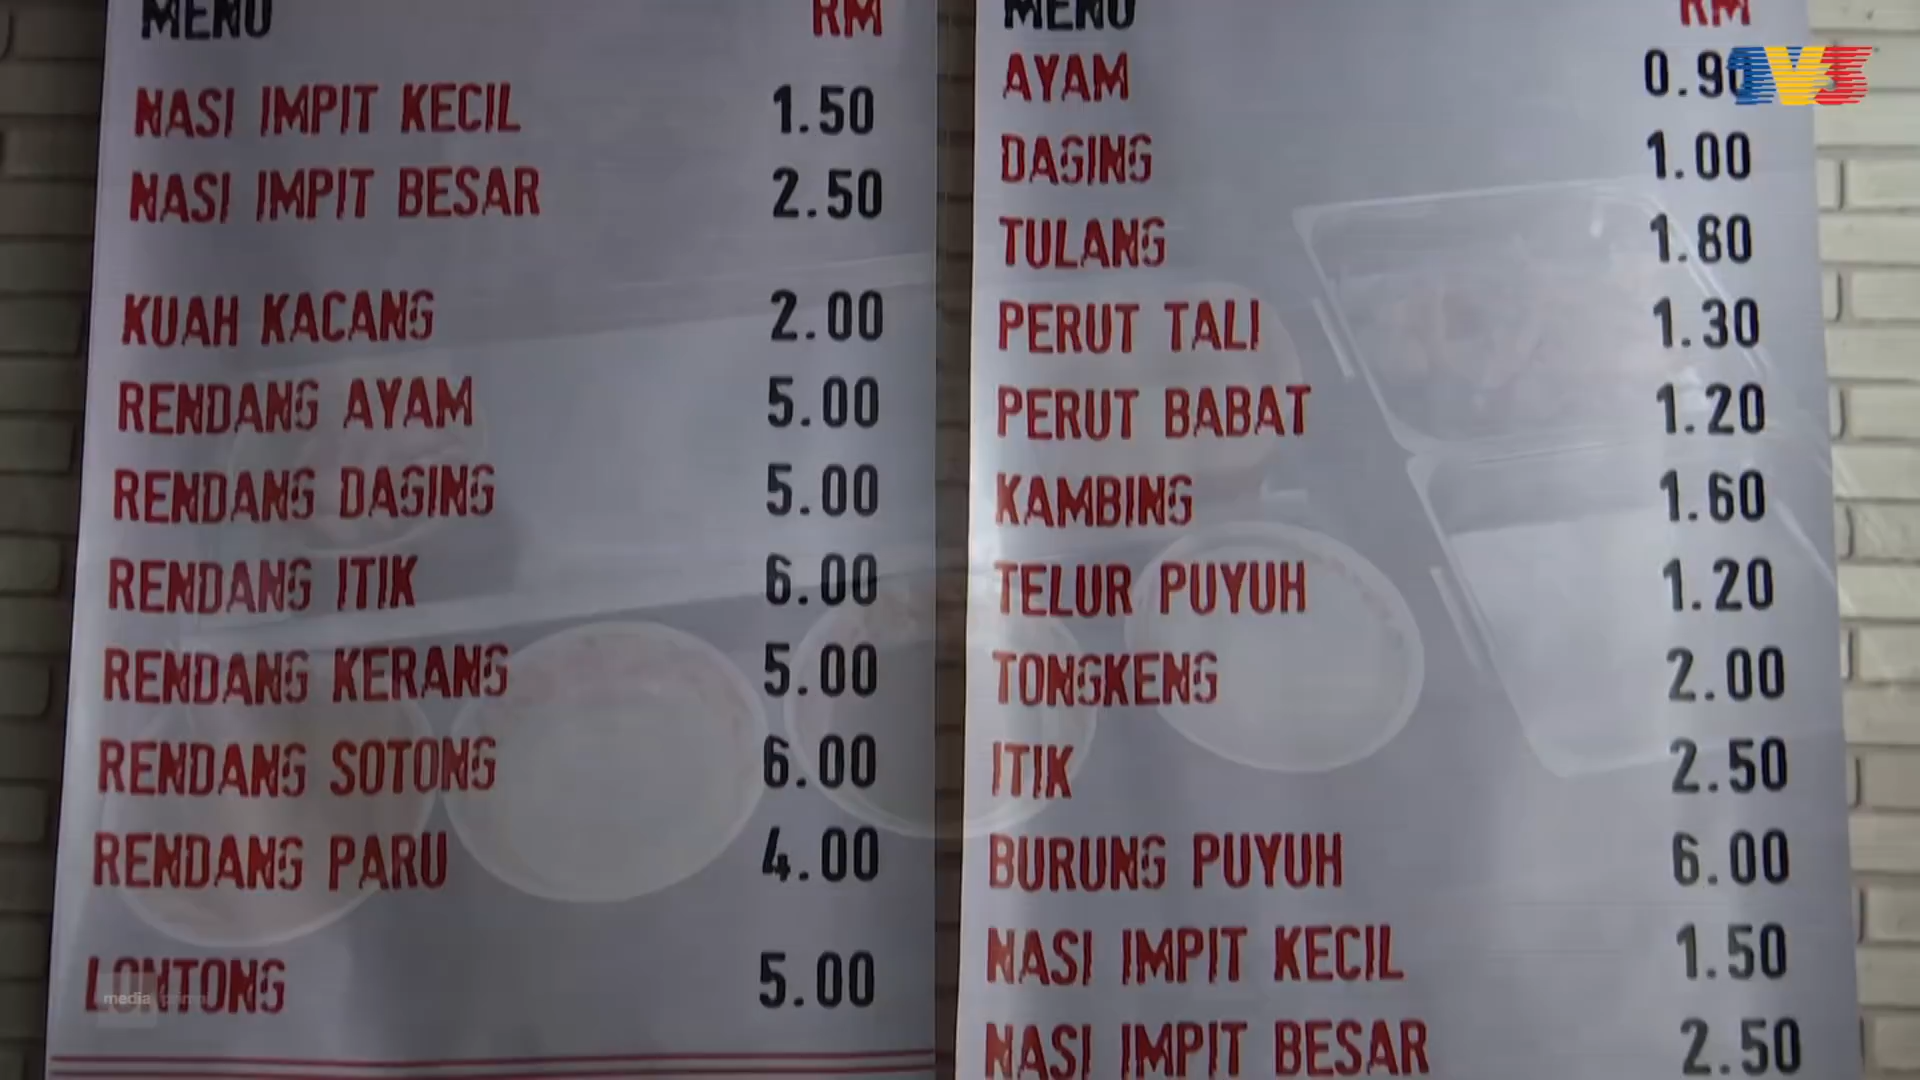 MENU RM
NASI IMPIT KECIL 1.50
NASI IMPIT BESAR 2.50
KUAH KACANG 2.00
RENDANG AYAM 5.00
RENDANG DAGING 5.00
RENDANG ITIK 6.00
RENDANG KERANG 5.00
RENDANG SOTONG 6.00
RENDANG PARU 4.00
LONTONG 5.00
media prima
MENU RM
TV3
AYAM 0.90
DAGING 1.00
TULANG 1.60
PERUT TALI 1.30
PERUT BABAT 1.20
KAMBING 1.60
TELUR PUYUH 1.20
TONGKENG 2.00
ITIK 2.50
BURUNG PUYUH 6.00
NASI IMPIT KECIL 1.50
NASI IMPIT BESAR 2.50